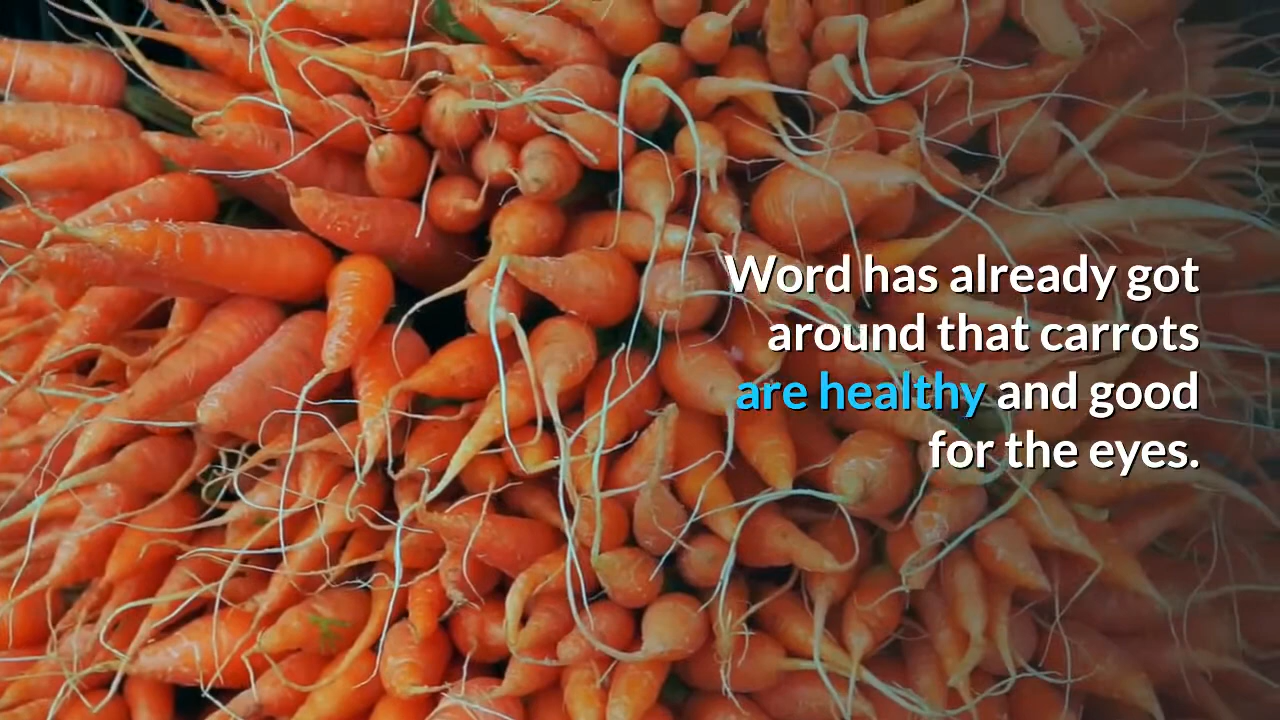 Word has already got
around that carrots
are healthy and good
for the eyes.